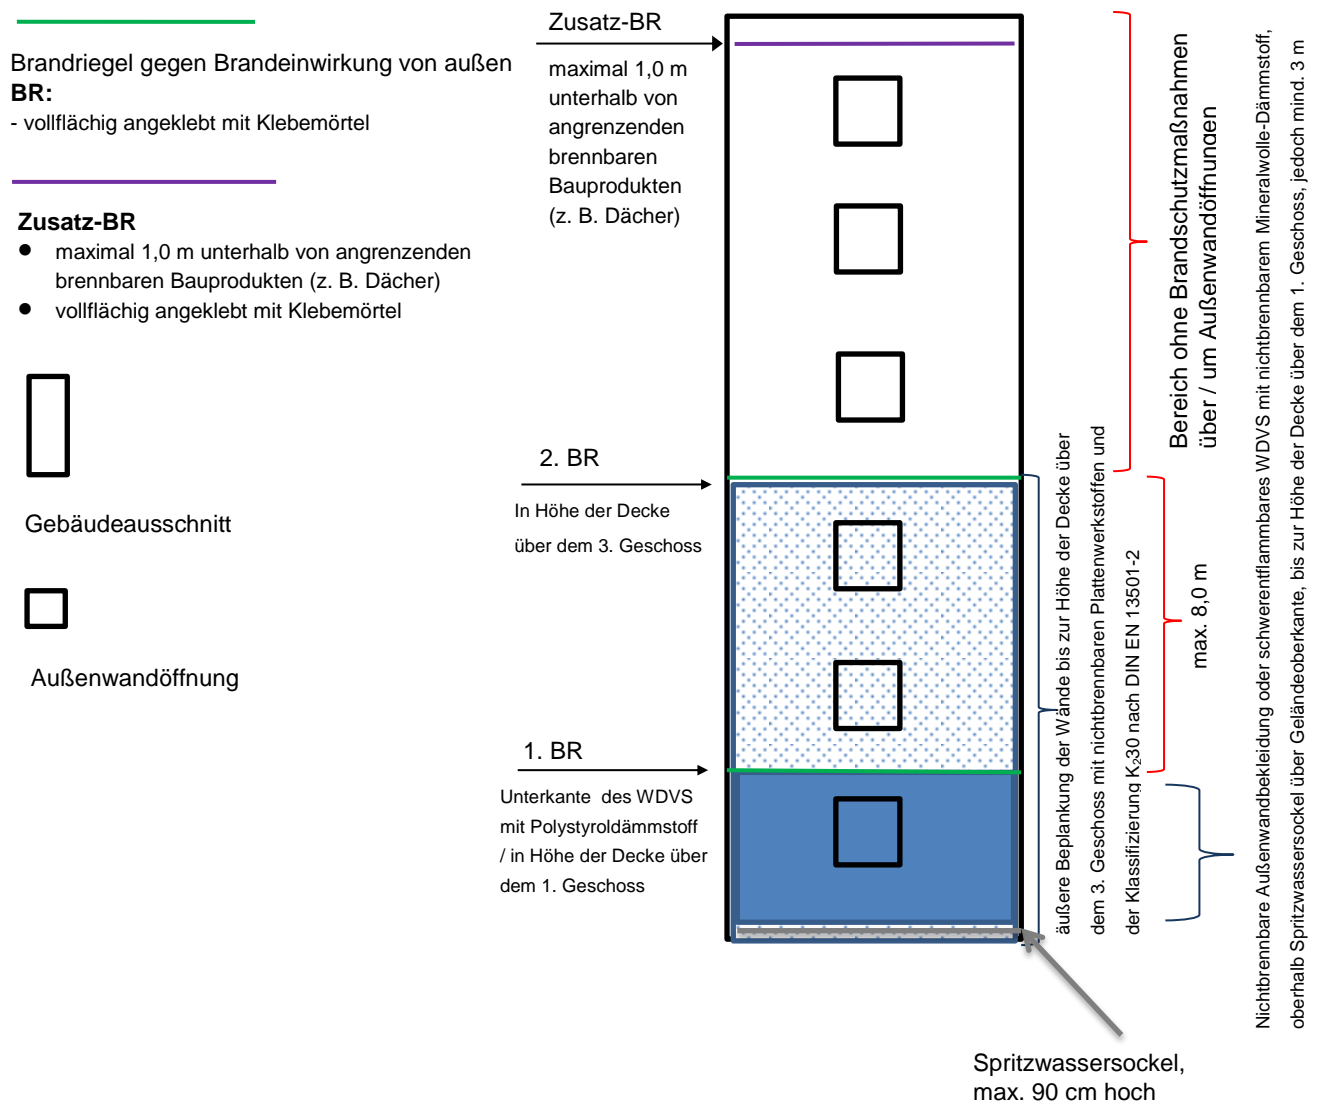 Brandriegel gegen Brandeinwirkung von außen
BR:
- vollflächig angeklebt mit Klebemörtel
Zusatz-BR
● maximal 1,0 m unterhalb von angrenzenden
brennbaren Bauprodukten (z. B. Dächer)
● vollflächig angeklebt mit Klebemörtel
Gebäudeausschnitt
Außenwandöffnung
Zusatz-BR
maximal 1,0 m
unterhalb von
angrenzenden
brennbaren
Bauprodukten
(z. B. Dächer)
2. BR
In Höhe der Decke
über dem 3. Geschoss
1. BR
Unterkante des WDVS
mit Polystyroldämmstoff
/ in Höhe der Decke über
dem 1. Geschoss
äußere Beplankung der Wände bis zur Höhe der Decke über
dem 3. Geschoss mit nichtbrennbaren Plattenwerkstoffen und
der Klassifizierung K₂30 nach DIN EN 13501-2
max. 8,0 m
Bereich ohne Brandschutzmaßnahmen
über / um Außenwandöffnungen
Nichtbrennbare Außenwandbekleidung oder schwerentflammbares WDVS mit nichtbrennbarem Mineralwolle-Dämmstoff,
oberhalb Spritzwassersockel über Geländeoberkante, bis zur Höhe der Decke über dem 1. Geschoss, jedoch mind. 3 m
Spritzwassersockel,
max. 90 cm hoch